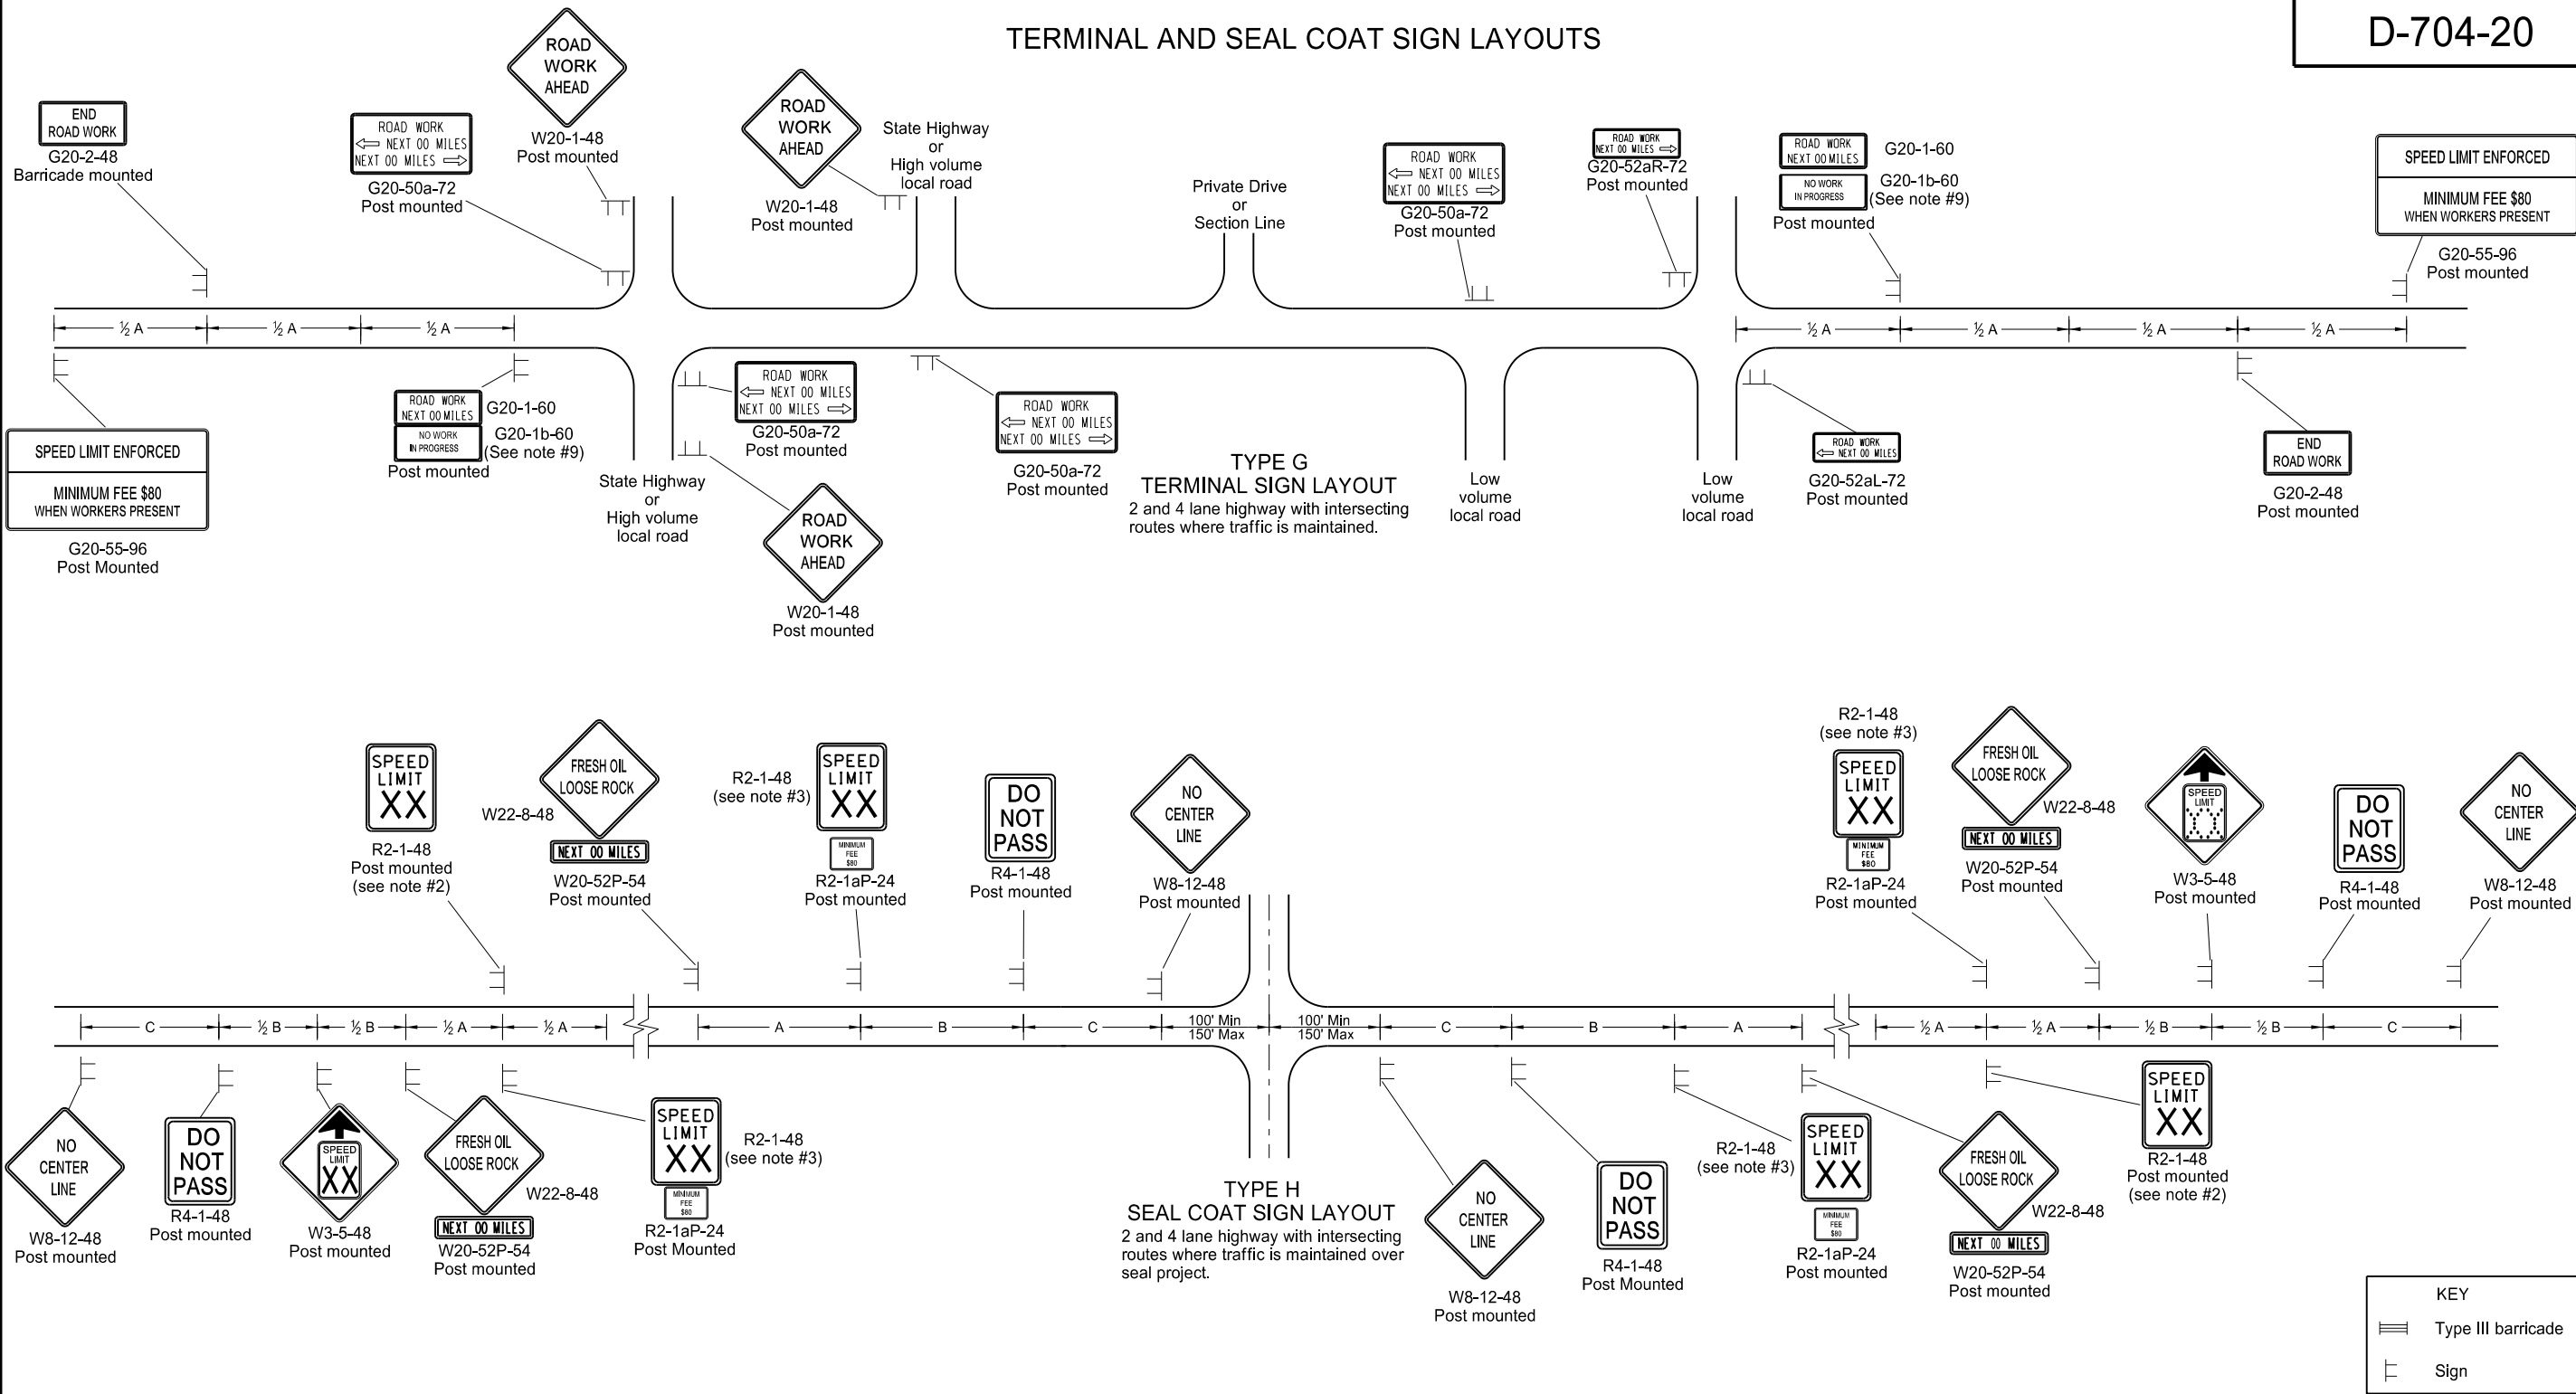 TERMINAL AND SEAL COAT SIGN LAYOUTS
D-704-20
END
ROAD WORK
G20-2-48
Barricade mounted
ROAD WORK
NEXT 00 MILES
NEXT 00 MILES
G20-50a-72
Post mounted
ROAD
WORK
AHEAD
W20-1-48
Post mounted
ROAD
WORK
AHEAD
W20-1-48
Post mounted
State Highway
or
High volume
local road
Private Drive
or
Section Line
ROAD WORK
NEXT 00 MILES
NEXT 00 MILES
G20-50a-72
Post mounted
ROAD WORK
NEXT 00 MILES
G20-52aR-72
Post mounted
ROAD WORK
NEXT 00 MILES
G20-1-60
NO WORK
IN PROGRESS
G20-1b-60
(See note #9)
Post mounted
SPEED LIMIT ENFORCED
MINIMUM FEE $80
WHEN WORKERS PRESENT
G20-55-96
Post mounted
½ A
½ A
½ A
½ A
½ A
½ A
½ A
SPEED LIMIT ENFORCED
MINIMUM FEE $80
WHEN WORKERS PRESENT
G20-55-96
Post Mounted
ROAD WORK
NEXT 00 MILES
G20-1-60
NO WORK
IN PROGRESS
G20-1b-60
(See note #9)
Post mounted
State Highway
or
High volume
local road
ROAD WORK
NEXT 00 MILES
NEXT 00 MILES
G20-50a-72
Post mounted
ROAD
WORK
AHEAD
W20-1-48
Post mounted
ROAD WORK
NEXT 00 MILES
NEXT 00 MILES
G20-50a-72
Post mounted
TYPE G
TERMINAL SIGN LAYOUT
2 and 4 lane highway with intersecting
routes where traffic is maintained.
Low
volume
local road
Low
volume
local road
ROAD WORK
NEXT 00 MILES
G20-52aL-72
Post mounted
END
ROAD WORK
G20-2-48
Post mounted
SPEED
LIMIT
XX
R2-1-48
Post mounted
(see note #2)
FRESH OIL
LOOSE ROCK
W22-8-48
NEXT 00 MILES
W20-52P-54
Post mounted
R2-1-48
(see note #3)
SPEED
LIMIT
XX
MINIMUM
FEE
$80
R2-1aP-24
Post mounted
DO
NOT
PASS
R4-1-48
Post mounted
NO
CENTER
LINE
W8-12-48
Post mounted
R2-1-48
(see note #3)
SPEED
LIMIT
XX
MINIMUM
FEE
$80
R2-1aP-24
Post mounted
FRESH OIL
LOOSE ROCK
W22-8-48
NEXT 00 MILES
W20-52P-54
Post mounted
SPEED
LIMIT
XX
W3-5-48
Post mounted
DO
NOT
PASS
R4-1-48
Post mounted
NO
CENTER
LINE
W8-12-48
Post mounted
C
½ B
½ B
½ A
½ A
A
B
C
100' Min
150' Max
100' Min
150' Max
C
B
A
½ A
½ A
½ B
½ B
C
NO
CENTER
LINE
W8-12-48
Post mounted
DO
NOT
PASS
R4-1-48
Post mounted
SPEED
LIMIT
XX
W3-5-48
Post mounted
FRESH OIL
LOOSE ROCK
W22-8-48
NEXT 00 MILES
W20-52P-54
Post mounted
SPEED
LIMIT
XX
R2-1-48
(see note #3)
MINIMUM
FEE
$80
R2-1aP-24
Post Mounted
TYPE H
SEAL COAT SIGN LAYOUT
2 and 4 lane highway with intersecting
routes where traffic is maintained over
seal project.
NO
CENTER
LINE
W8-12-48
Post mounted
DO
NOT
PASS
R4-1-48
Post Mounted
R2-1-48
(see note #3)
SPEED
LIMIT
XX
MINIMUM
FEE
$80
R2-1aP-24
Post mounted
FRESH OIL
LOOSE ROCK
W22-8-48
NEXT 00 MILES
W20-52P-54
Post mounted
SPEED
LIMIT
XX
R2-1-48
Post mounted
(see note #2)
KEY
Type III barricade
Sign